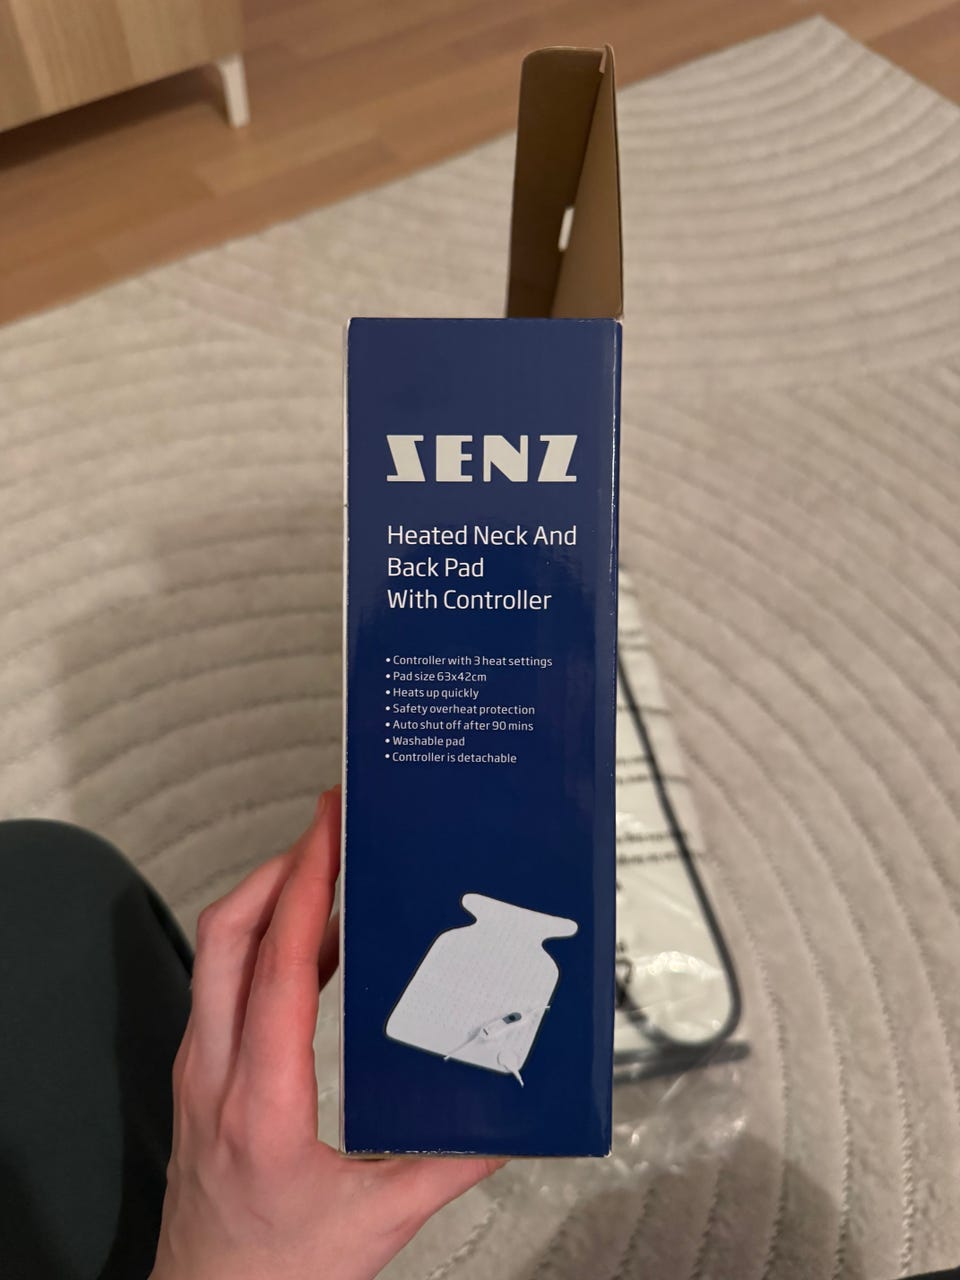 SENZ
Heated Neck And
Back Pad
With Controller
• Controller with 3 heat settings
• Pad size 63x42cm
• Heats up quickly
• Safety overheat protection
• Auto shut off after 90 mins
• Washable pad
• Controller is detachable